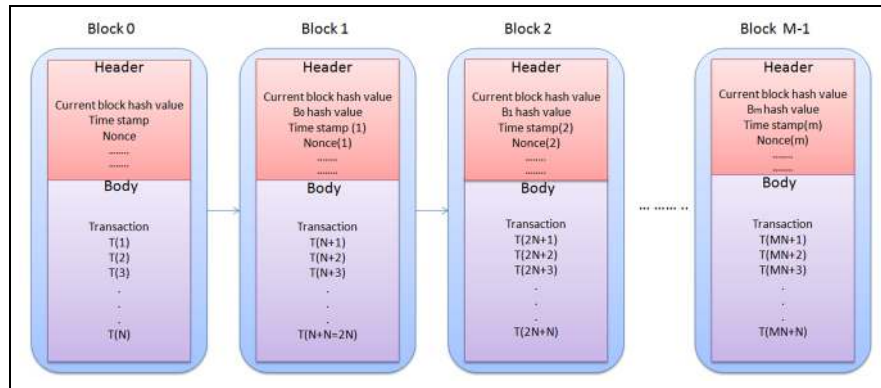 Block 0
Header
Current block hash value
Time stamp
Nonce
........
........
Body
Transaction
T(1)
T(2)
T(3)
.
.
.
T(N)
Block 1
Header
Current block hash value
B₀ hash value
Time stamp (1)
Nonce(1)
........
........
Body
Transaction
T(N+1)
T(N+2)
T(N+3)
.
.
.
T(N+N=2N)
Block 2
Header
Current block hash value
B₁ hash value
Time stamp(2)
Nonce(2)
........
........
Body
Transaction
T(2N+1)
T(2N+2)
T(2N+3)
.
.
.
T(2N+N)
... ...... ..
Block M-1
Header
Current block hash value
Bₘ hash value
Time stamp(m)
Nonce(m)
........
........
Body
Transaction
T(MN+1)
T(MN+2)
T(MN+3)
.
.
.
T(MN+N)